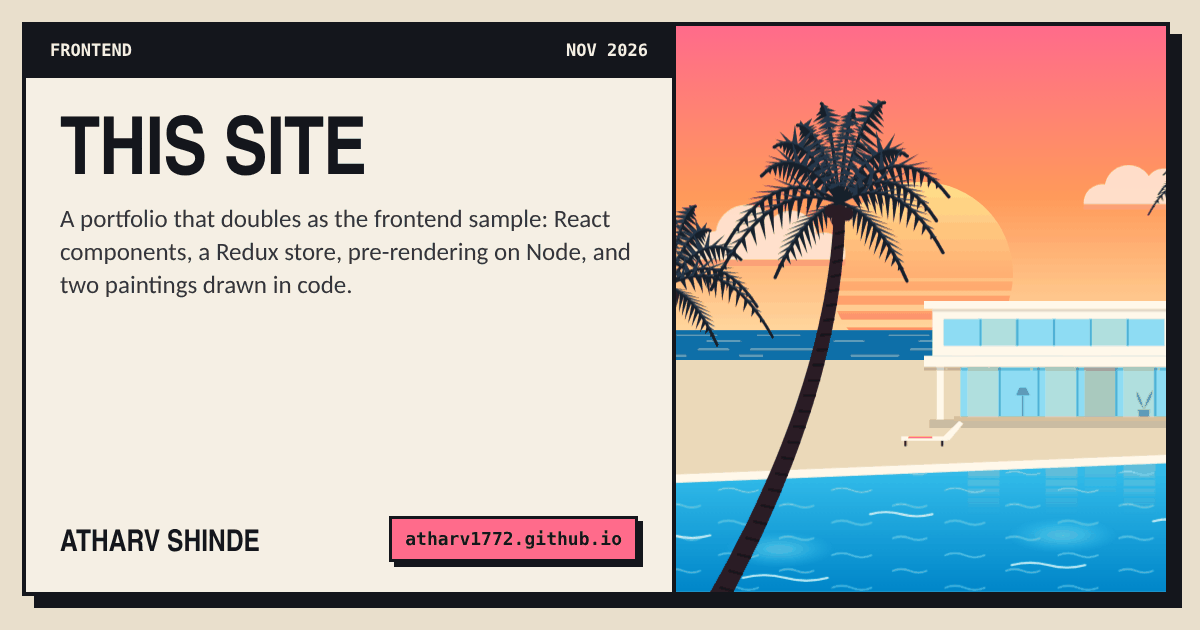 FRONTEND
NOV 2026
THIS SITE
A portfolio that doubles as the frontend sample: React
components, a Redux store, pre-rendering on Node, and
two paintings drawn in code.
ATHARV SHINDE
atharv1772.github.io